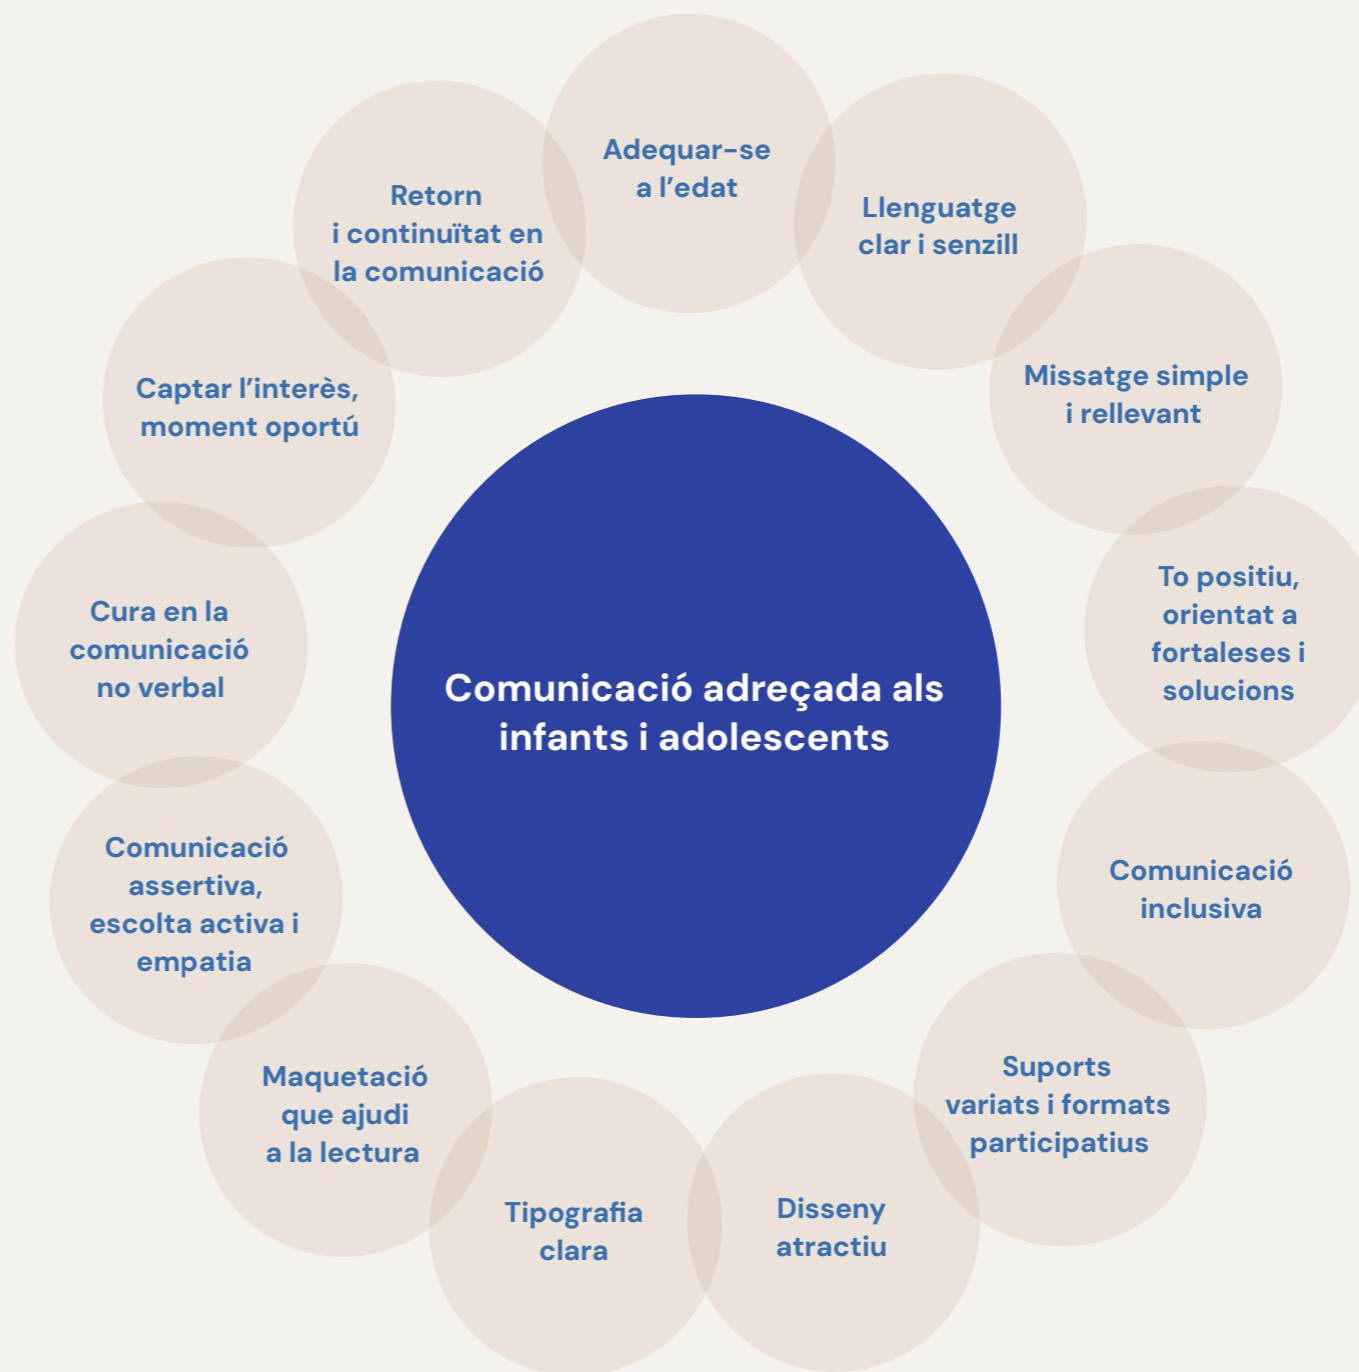 Adequar-se
a l’edat
Llenguatge
clar i senzill
Missatge simple
i rellevant
To positiu,
orientat a
fortaleses i
solucions
Comunicació
inclusiva
Suports
variats i formats
participatius
Disseny
atractiu
Tipografia
clara
Maquetació
que ajudi
a la lectura
Comunicació
assertiva,
escolta activa i
empatia
Cura en la
comunicació
no verbal
Captar l’interès,
moment oportú
Retorn
i continuïtat en
la comunicació
Comunicació adreçada als
infants i adolescents